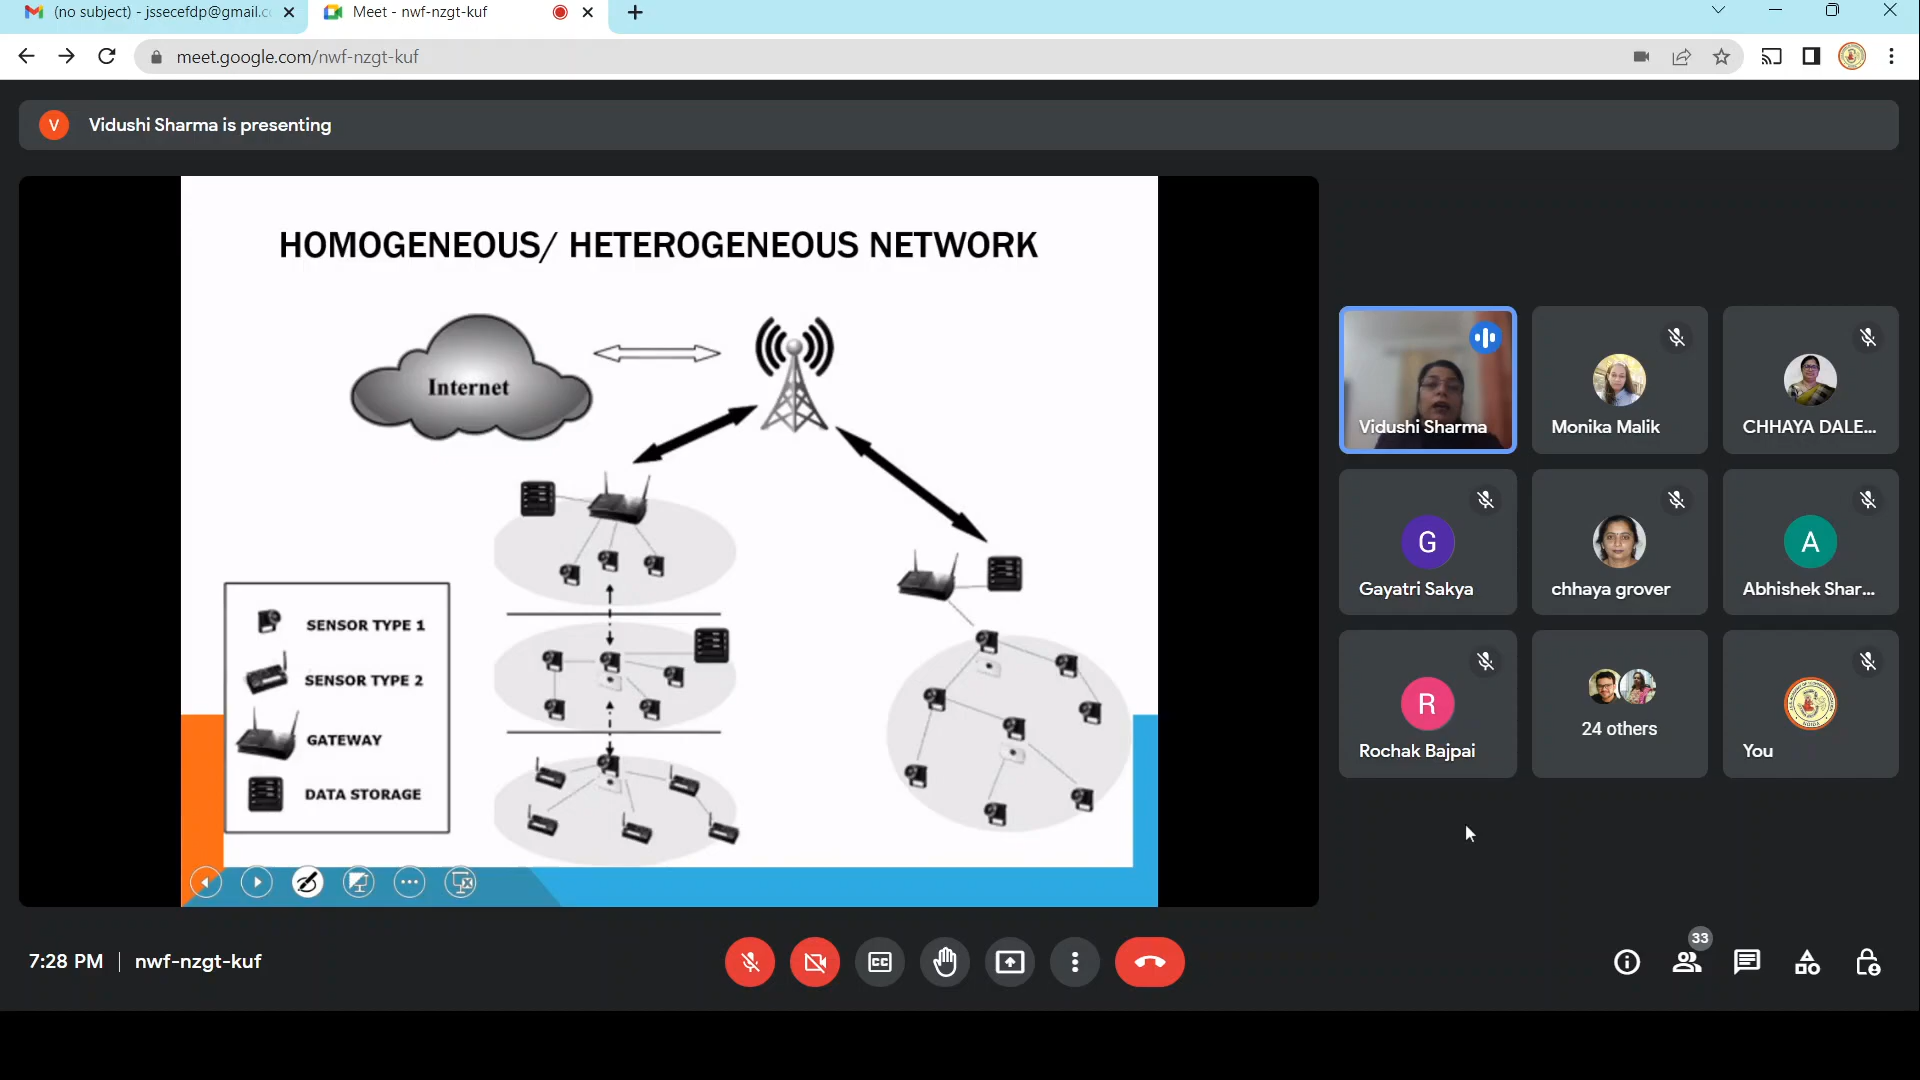 (no subject) - jssecefdp@gmail.c
Meet - nwf-nzgt-kuf
meet.google.com/nwf-nzgt-kuf
V
Vidushi Sharma is presenting
HOMOGENEOUS/ HETEROGENEOUS NETWORK
Internet
SENSOR TYPE 1
SENSOR TYPE 2
GATEWAY
DATA STORAGE
Vidushi Sharma
Monika Malik
CHHAYA DALE...
G
Gayatri Sakya
chhaya grover
A
Abhishek Shar...
R
Rochak Bajpai
24 others
You
7:28 PM
nwf-nzgt-kuf
CC
33